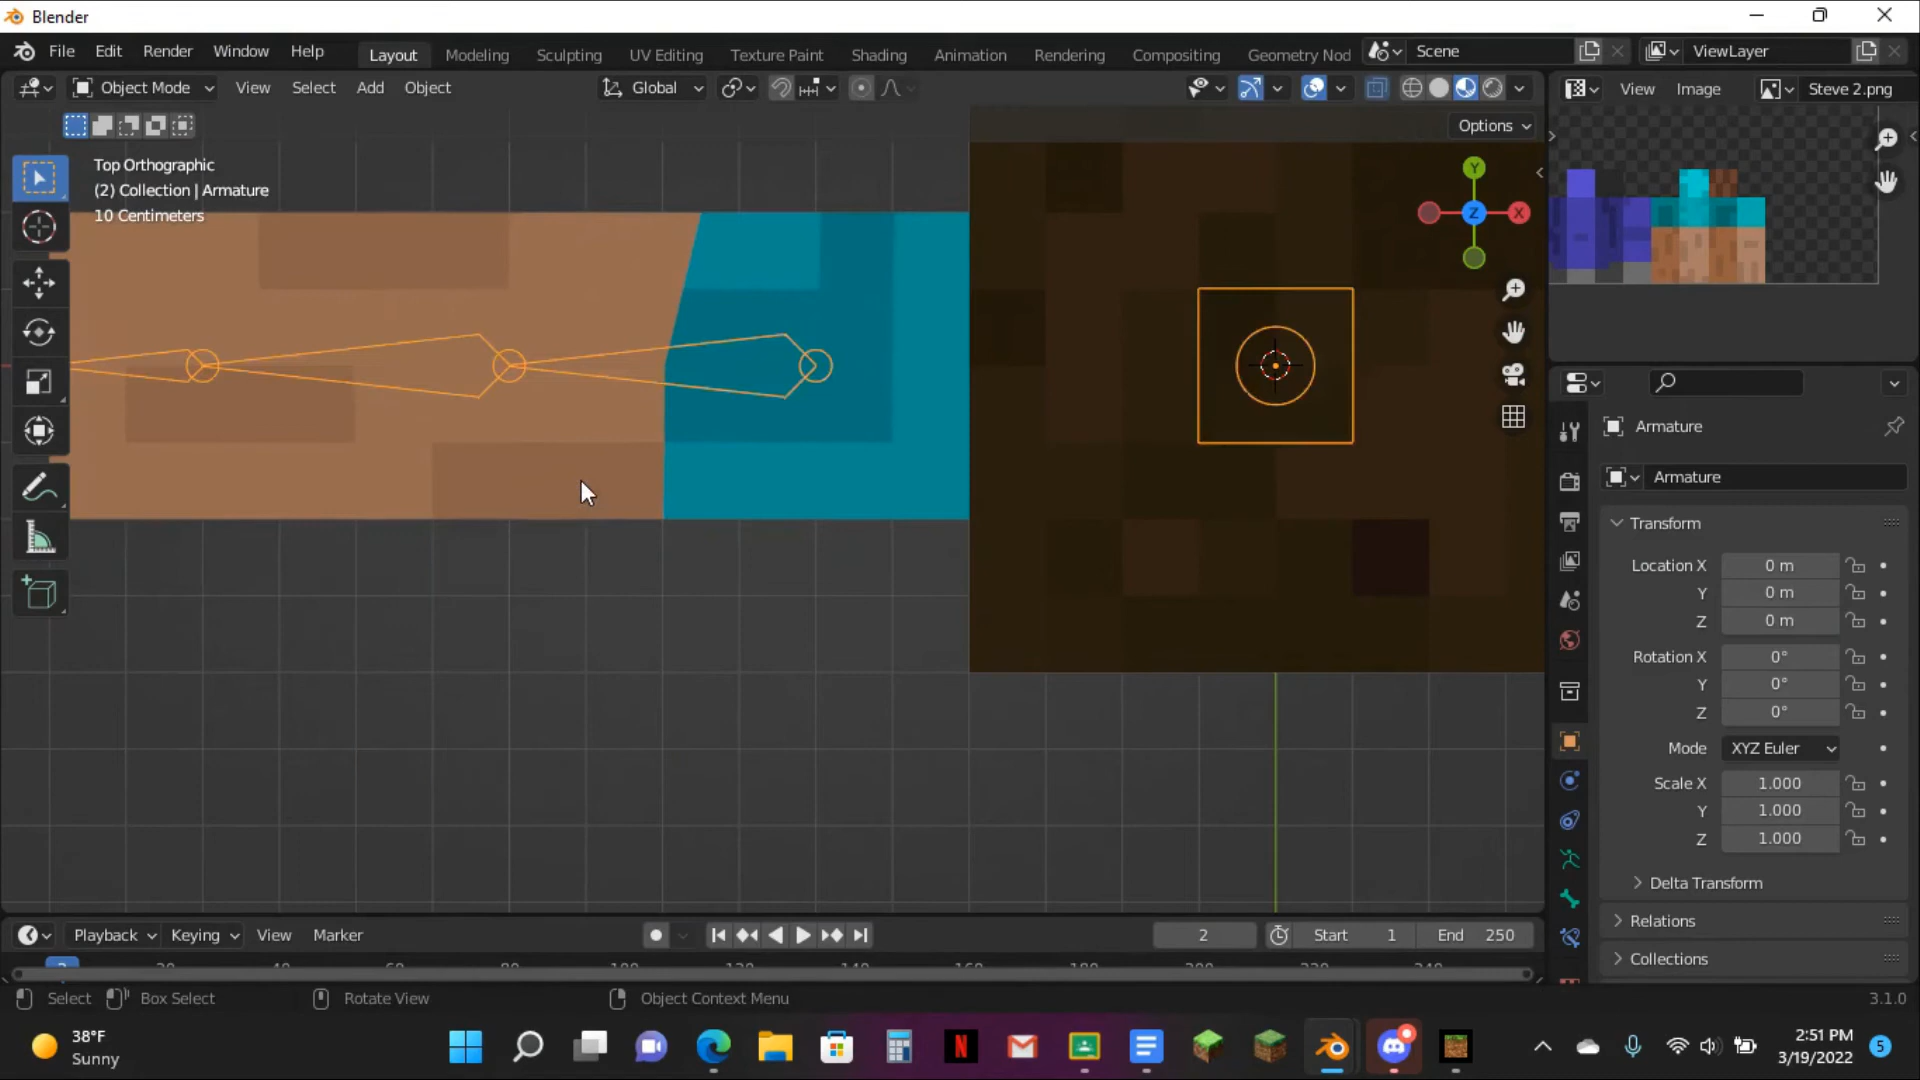 Blender
File Edit Render Window Help Layout Modeling Sculpting UV Editing Texture Paint Shading Animation Rendering Compositing Geometry Nod Scene ViewLayer
Object Mode View Select Add Object Global View Image Steve 2.png
Options
Top Orthographic
(2) Collection | Armature
10 Centimeters
Y
X
Z
Armature
Armature
Transform
Location X 0 m
Y 0 m
Z 0 m
Rotation X 0°
Y 0°
Z 0°
Mode XYZ Euler
Scale X 1.000
Y 1.000
Z 1.000
Delta Transform
Relations
Collections
Playback Keying View Marker 2 Start 1 End 250
Select Box Select Rotate View Object Context Menu 3.1.0
38°F
Sunny
N
2:51 PM
3/19/2022
5